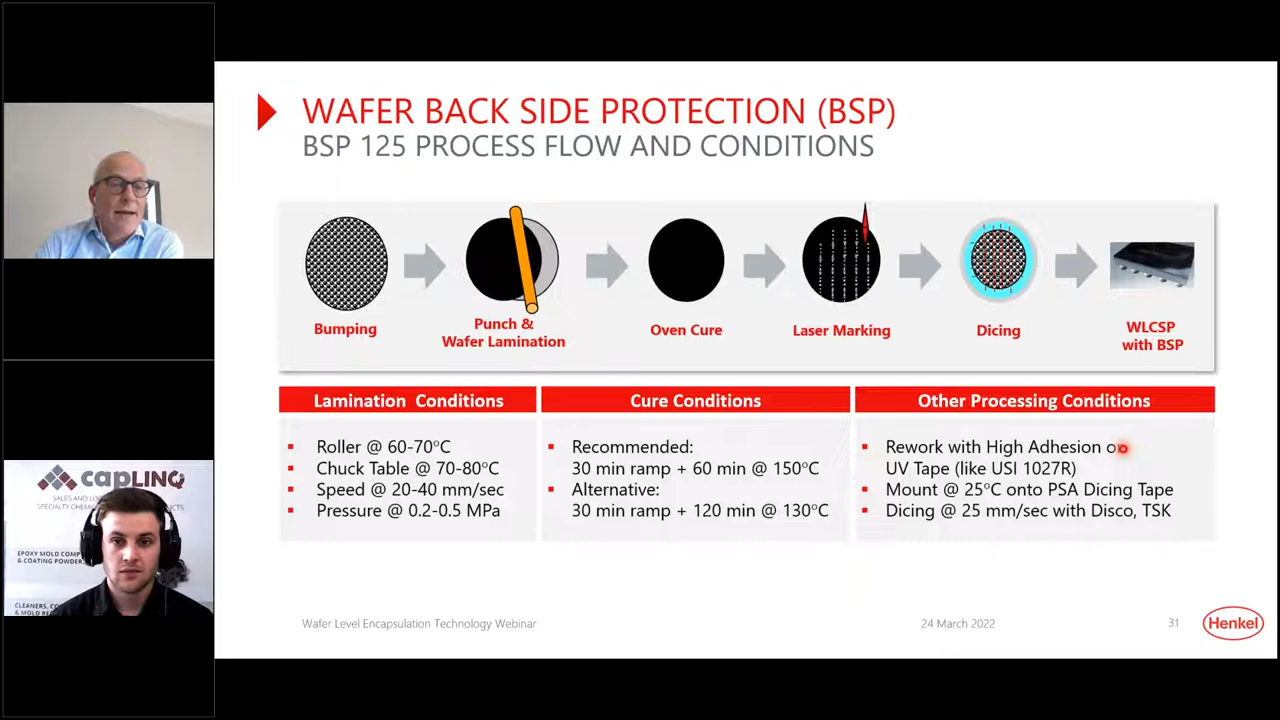 WAFER BACK SIDE PROTECTION (BSP)
BSP 125 PROCESS FLOW AND CONDITIONS
Bumping
Punch &
Wafer Lamination
Oven Cure
Laser Marking
Dicing
WLCSP
with BSP
Lamination Conditions
Roller @ 60-70°C
Chuck Table @ 70-80°C
Speed @ 20-40 mm/sec
Pressure @ 0.2-0.5 MPa
Cure Conditions
Recommended:
30 min ramp + 60 min @ 150°C
Alternative:
30 min ramp + 120 min @ 130°C
Other Processing Conditions
Rework with High Adhesion
UV Tape (like USI 1027R)
Mount @ 25°C onto PSA Dicing Tape
Dicing @ 25 mm/sec with Disco, TSK
Wafer Level Encapsulation Technology Webinar
24 March 2022
31
Henkel
CAPLINQ
SALES AND
SPECIALTY CHEM
EPOXY MOLD COMP
& COATING POWDER
CLEANERS,
& MOLD